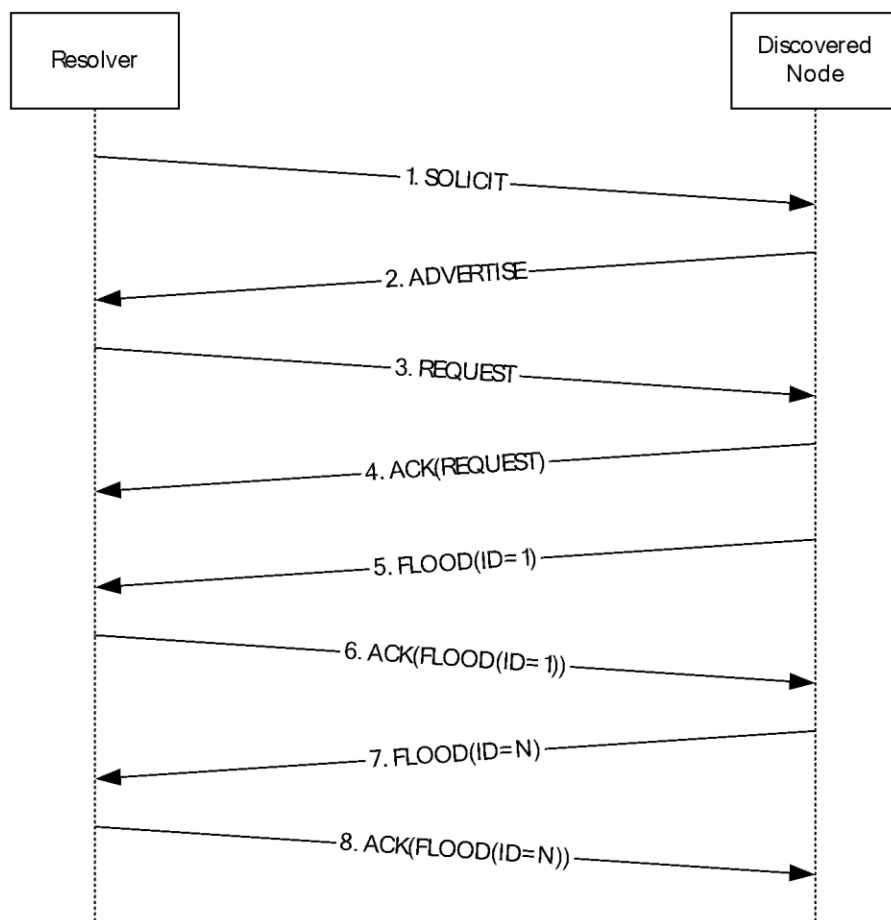 Resolver
Discovered
Node
1. SOLICIT
2. ADVERTISE
3. REQUEST
4. ACK(REQUEST)
5. FLOOD(ID=1)
6. ACK(FLOOD(ID=1))
7. FLOOD(ID=N)
8. ACK(FLOOD(ID=N))